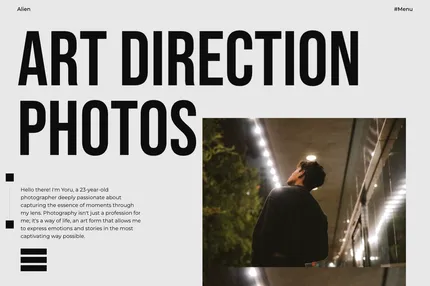 Alien
#Menu
ART DIRECTION
PHOTOS
Hello there! I'm Yoru, a 23-year-old
photographer deeply passionate about
capturing the essence of moments through
my lens. Photography isn't just a profession for
me; it's a way of life, an art form that allows me
to express emotions and stories in the most
captivating way possible.